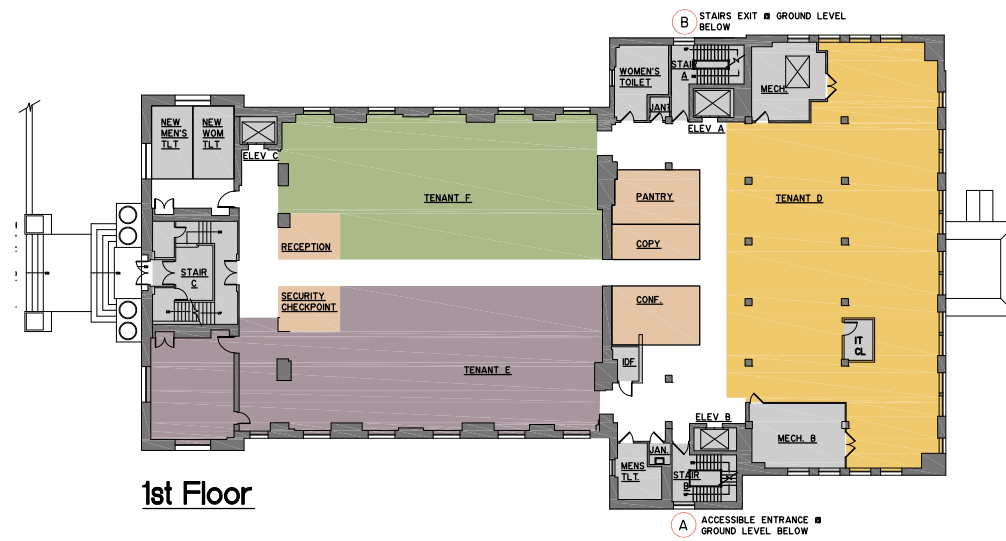 B
STAIRS EXIT @ GROUND LEVEL
BELOW
WOMEN'S
TOILET
STAIR
A
MECH.
JAN.
ELEV A
NEW
MEN'S
TLT
NEW
WOM
TLT
ELEV C
TENANT F
PANTRY
TENANT D
COPY
RECEPTION
STAIR
C
SECURITY
CHECKPOINT
CONF.
IT
CL
IDF
TENANT E
ELEV B
MECH. B
JAN.
MENS
TLT.
STAIR
B
1st Floor
A
ACCESSIBLE ENTRANCE @
GROUND LEVEL BELOW